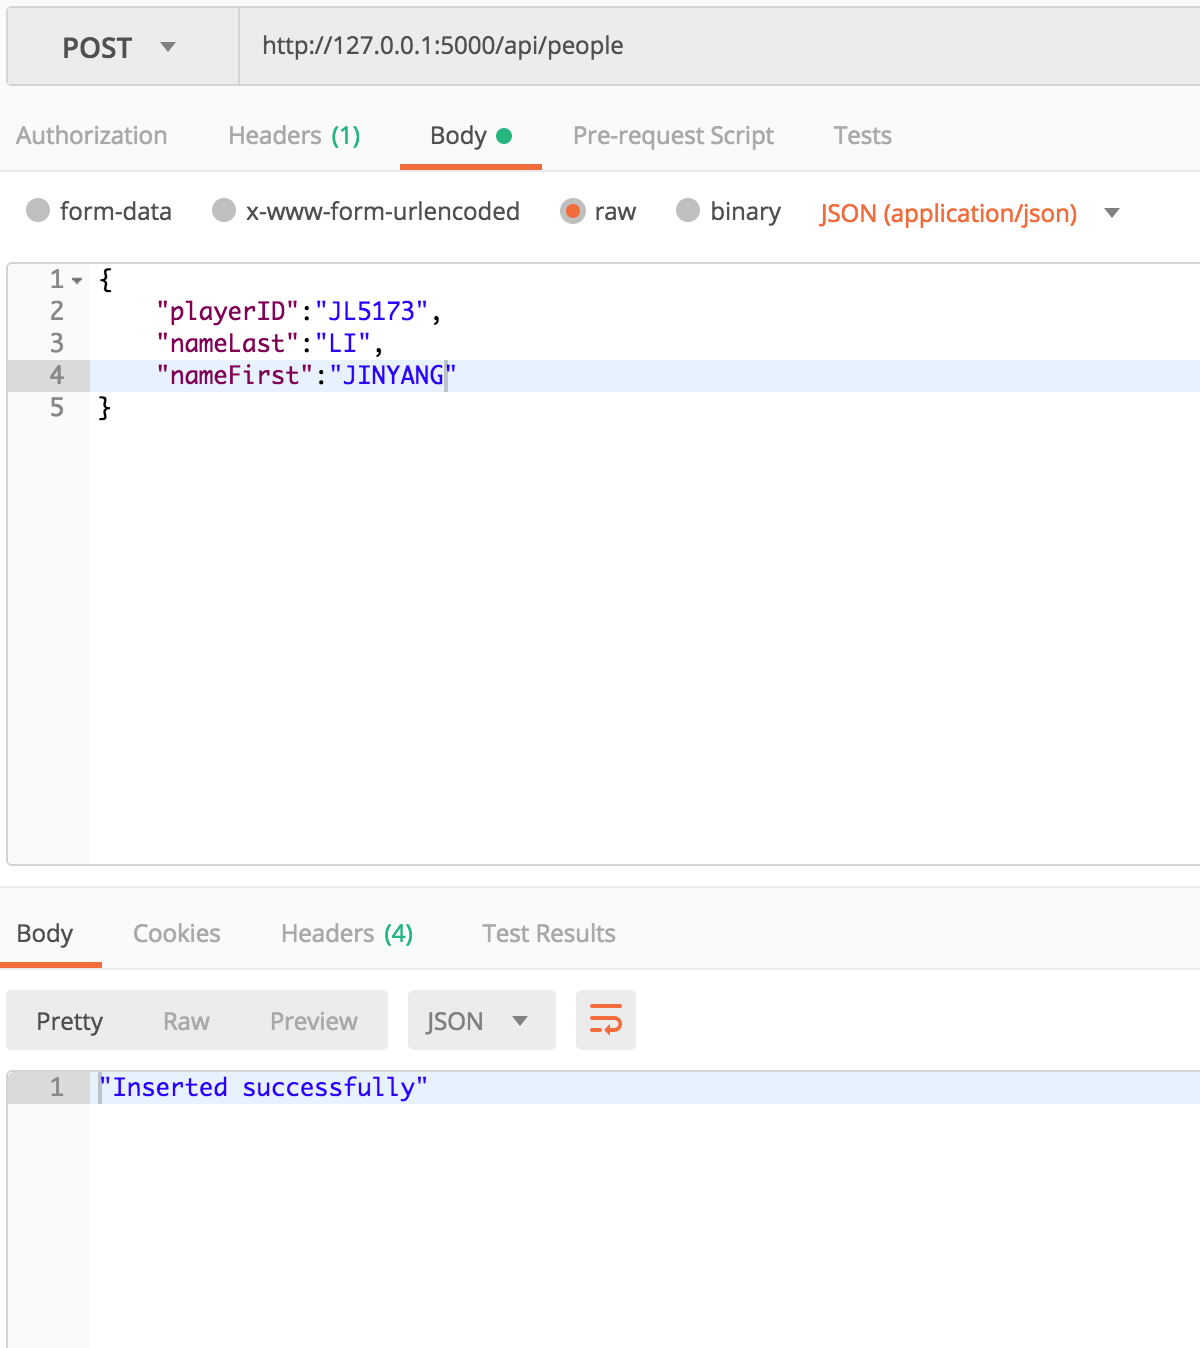 POST http://127.0.0.1:5000/api/people
Authorization Headers (1) Body Pre-request Script Tests
form-data x-www-form-urlencoded raw binary JSON (application/json)
1 {
2 "playerID":"JL5173",
3 "nameLast":"LI",
4 "nameFirst":"JINYANG"
5 }
Body Cookies Headers (4) Test Results
Pretty Raw Preview JSON
1 "Inserted successfully"